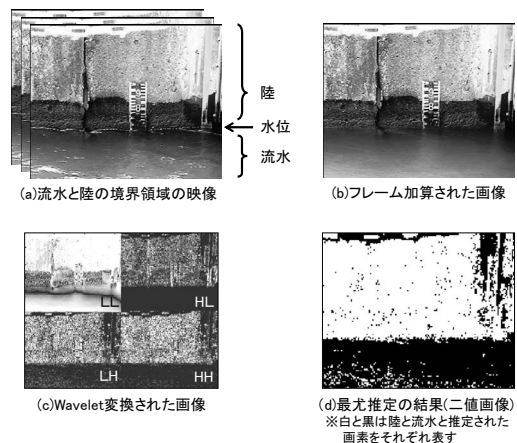 陸
水位
流水
(a)流水と陸の境界領域の映像
(b)フレーム加算された画像
LL
HL
LH
HH
(c)Wavelet変換された画像
(d)最尤推定の結果(二値画像)
※白と黒は陸と流水と推定された
画素をそれぞれ表す